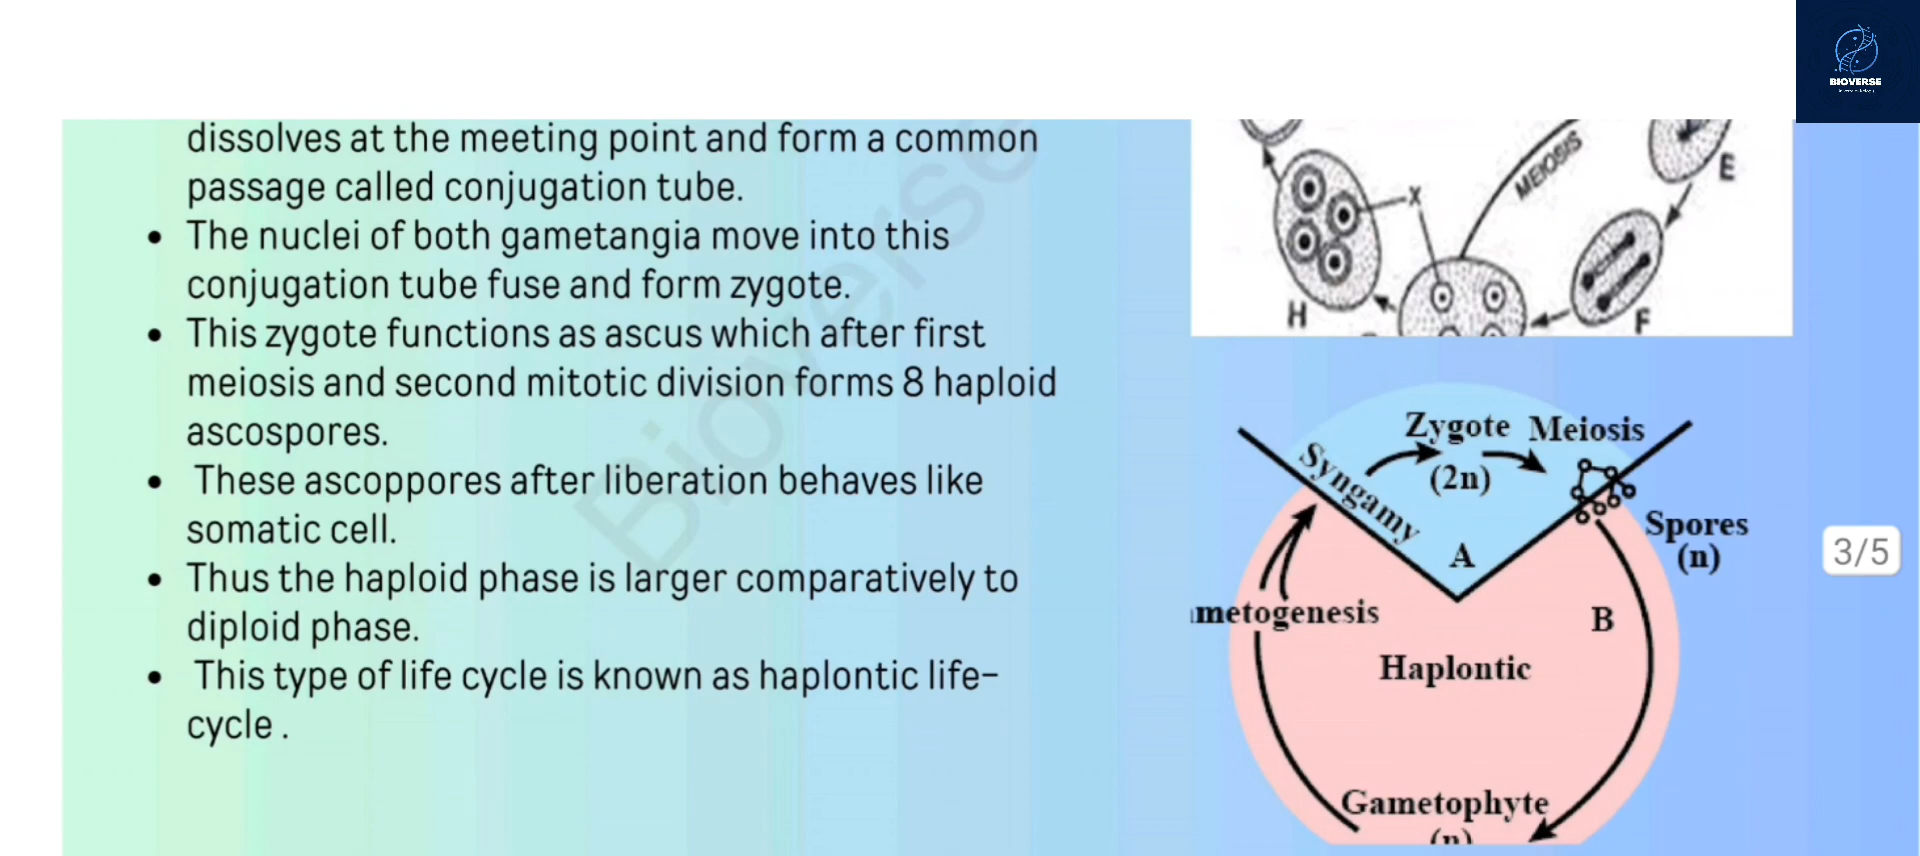 BIOVERSE
dissolves at the meeting point and form a common
passage called conjugation tube.
• The nuclei of both gametangia move into this
conjugation tube fuse and form zygote.
• This zygote functions as ascus which after first
meiosis and second mitotic division forms 8 haploid
ascospores.
• These ascoppores after liberation behaves like
somatic cell.
• Thus the haploid phase is larger comparatively to
diploid phase.
• This type of life cycle is known as haplontic life-
cycle .
Bioverse
MEIOSIS
E
X
H
F
Zygote Meiosis
(2n)
Syngamy
Spores
(n)
A
metogenesis
B
Haplontic
Gametophyte
(n)
3/5